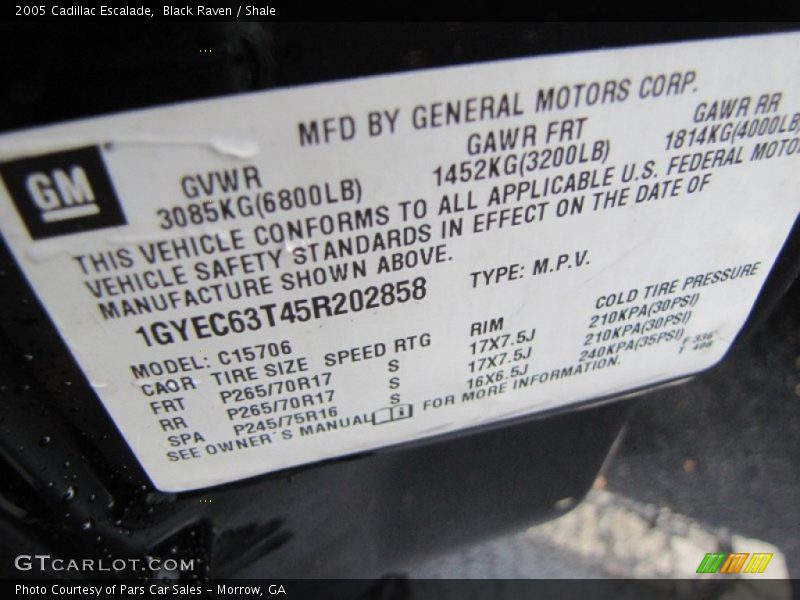 2005 Cadillac Escalade,  Black Raven / Shale
MFD BY GENERAL MOTORS CORP.
GM
GVWR GAWR FRT GAWR RR
3085KG(6800LB) 1452KG(3200LB) 1814KG(4000LB)
THIS VEHICLE CONFORMS TO ALL APPLICABLE U.S. FEDERAL MOTO
VEHICLE SAFETY STANDARDS IN EFFECT ON THE DATE OF
MANUFACTURE SHOWN ABOVE.
1GYEC63T45R202858 TYPE: M.P.V.
MODEL: C15706
CAOR TIRE SIZE SPEED RTG RIM COLD TIRE PRESSURE
FRT P265/70R17 S 17X7.5J 210KPA(30PSI)
RR P265/70R17 S 17X7.5J 210KPA(30PSI)
SPA P245/75R16 S 16X6.5J 240KPA(35PSI)
SEE OWNER'S MANUAL FOR MORE INFORMATION.
GTCARLOT.COM
Photo Courtesy of Pars Car Sales – Morrow, GA